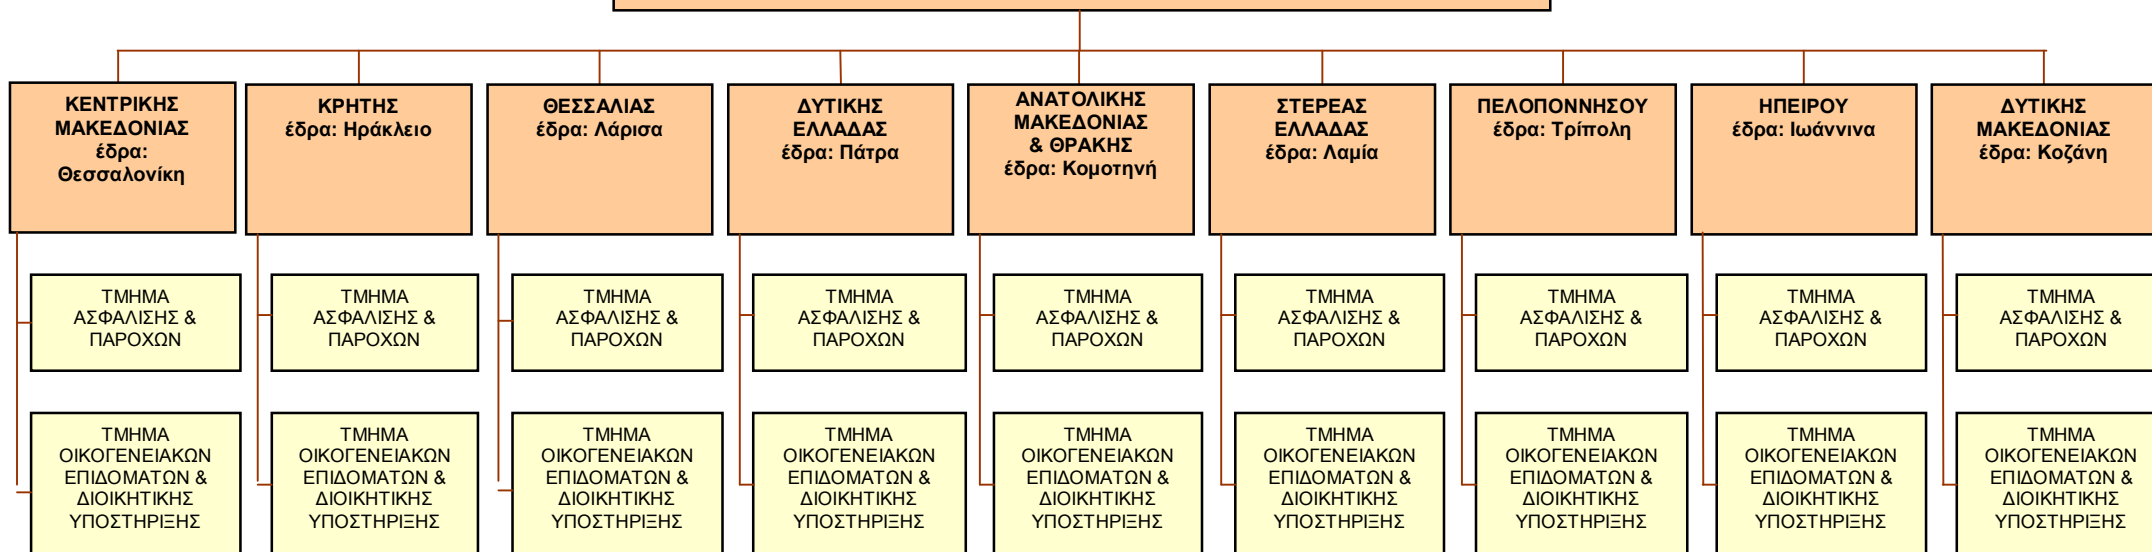 ΚΕΝΤΡΙΚΗΣ
ΜΑΚΕΔΟΝΙΑΣ
έδρα:
Θεσσαλονίκη
ΚΡΗΤΗΣ
έδρα: Ηράκλειο
ΘΕΣΣΑΛΙΑΣ
έδρα: Λάρισα
ΔΥΤΙΚΗΣ
ΕΛΛΑΔΑΣ
έδρα: Πάτρα
ΑΝΑΤΟΛΙΚΗΣ
ΜΑΚΕΔΟΝΙΑΣ
& ΘΡΑΚΗΣ
έδρα: Κομοτηνή
ΣΤΕΡΕΑΣ
ΕΛΛΑΔΑΣ
έδρα: Λαμία
ΠΕΛΟΠΟΝΝΗΣΟΥ
έδρα: Τρίπολη
ΗΠΕΙΡΟΥ
έδρα: Ιωάννινα
ΔΥΤΙΚΗΣ
ΜΑΚΕΔΟΝΙΑΣ
έδρα: Κοζάνη
ΤΜΗΜΑ
ΑΣΦΑΛΙΣΗΣ &
ΠΑΡΟΧΩΝ
ΤΜΗΜΑ
ΑΣΦΑΛΙΣΗΣ &
ΠΑΡΟΧΩΝ
ΤΜΗΜΑ
ΑΣΦΑΛΙΣΗΣ &
ΠΑΡΟΧΩΝ
ΤΜΗΜΑ
ΑΣΦΑΛΙΣΗΣ &
ΠΑΡΟΧΩΝ
ΤΜΗΜΑ
ΑΣΦΑΛΙΣΗΣ &
ΠΑΡΟΧΩΝ
ΤΜΗΜΑ
ΑΣΦΑΛΙΣΗΣ &
ΠΑΡΟΧΩΝ
ΤΜΗΜΑ
ΑΣΦΑΛΙΣΗΣ &
ΠΑΡΟΧΩΝ
ΤΜΗΜΑ
ΑΣΦΑΛΙΣΗΣ &
ΠΑΡΟΧΩΝ
ΤΜΗΜΑ
ΑΣΦΑΛΙΣΗΣ &
ΠΑΡΟΧΩΝ
ΤΜΗΜΑ
ΟΙΚΟΓΕΝΕΙΑΚΩΝ
ΕΠΙΔΟΜΑΤΩΝ &
ΔΙΟΙΚΗΤΙΚΗΣ
ΥΠΟΣΤΗΡΙΞΗΣ
ΤΜΗΜΑ
ΟΙΚΟΓΕΝΕΙΑΚΩΝ
ΕΠΙΔΟΜΑΤΩΝ &
ΔΙΟΙΚΗΤΙΚΗΣ
ΥΠΟΣΤΗΡΙΞΗΣ
ΤΜΗΜΑ
ΟΙΚΟΓΕΝΕΙΑΚΩΝ
ΕΠΙΔΟΜΑΤΩΝ &
ΔΙΟΙΚΗΤΙΚΗΣ
ΥΠΟΣΤΗΡΙΞΗΣ
ΤΜΗΜΑ
ΟΙΚΟΓΕΝΕΙΑΚΩΝ
ΕΠΙΔΟΜΑΤΩΝ &
ΔΙΟΙΚΗΤΙΚΗΣ
ΥΠΟΣΤΗΡΙΞΗΣ
ΤΜΗΜΑ
ΟΙΚΟΓΕΝΕΙΑΚΩΝ
ΕΠΙΔΟΜΑΤΩΝ &
ΔΙΟΙΚΗΤΙΚΗΣ
ΥΠΟΣΤΗΡΙΞΗΣ
ΤΜΗΜΑ
ΟΙΚΟΓΕΝΕΙΑΚΩΝ
ΕΠΙΔΟΜΑΤΩΝ &
ΔΙΟΙΚΗΤΙΚΗΣ
ΥΠΟΣΤΗΡΙΞΗΣ
ΤΜΗΜΑ
ΟΙΚΟΓΕΝΕΙΑΚΩΝ
ΕΠΙΔΟΜΑΤΩΝ &
ΔΙΟΙΚΗΤΙΚΗΣ
ΥΠΟΣΤΗΡΙΞΗΣ
ΤΜΗΜΑ
ΟΙΚΟΓΕΝΕΙΑΚΩΝ
ΕΠΙΔΟΜΑΤΩΝ &
ΔΙΟΙΚΗΤΙΚΗΣ
ΥΠΟΣΤΗΡΙΞΗΣ
ΤΜΗΜΑ
ΟΙΚΟΓΕΝΕΙΑΚΩΝ
ΕΠΙΔΟΜΑΤΩΝ &
ΔΙΟΙΚΗΤΙΚΗΣ
ΥΠΟΣΤΗΡΙΞΗΣ